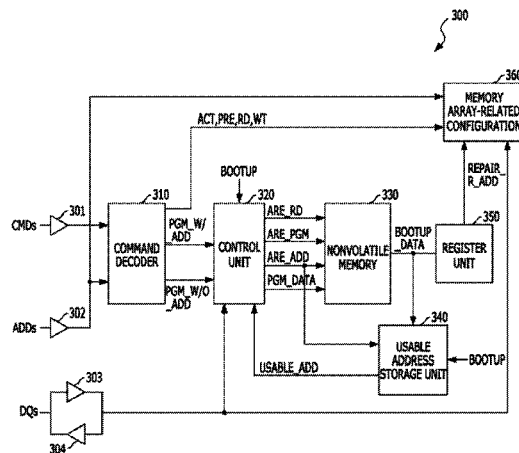 300
360
MEMORY
ARRAY-RELATED
CONFIGURATION
ACT,PRE,RD,WT
BOOTUP
REPAIR_
R_ADD
CMDs
301
310
COMMAND
DECODER
PGM_W/
_ADD
PGM_W/O
_ADD
320
CONTROL
UNIT
ARE_RD
ARE_PGM
ARE_ADD
PGM_DATA
330
NONVOLATILE
MEMORY
BOOTUP
_DATA
350
REGISTER
UNIT
ADDs
302
340
USABLE
ADDRESS
STORAGE UNIT
BOOTUP
USABLE_ADD
DQs
303
304